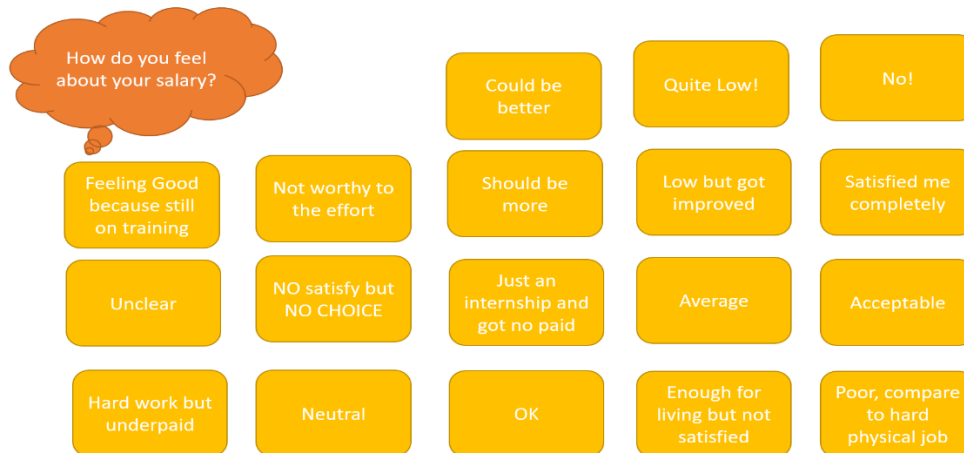 How do you feel
about your salary?
Could be
better
Quite Low!
No!
Feeling Good
because still
on training
Not worthy to
the effort
Should be
more
Low but got
improved
Satisfied me
completely
Unclear
NO satisfy but
NO CHOICE
Just an
internship and
got no paid
Average
Acceptable
Hard work but
underpaid
Neutral
OK
Enough for
living but not
satisfied
Poor, compare
to hard
physical job